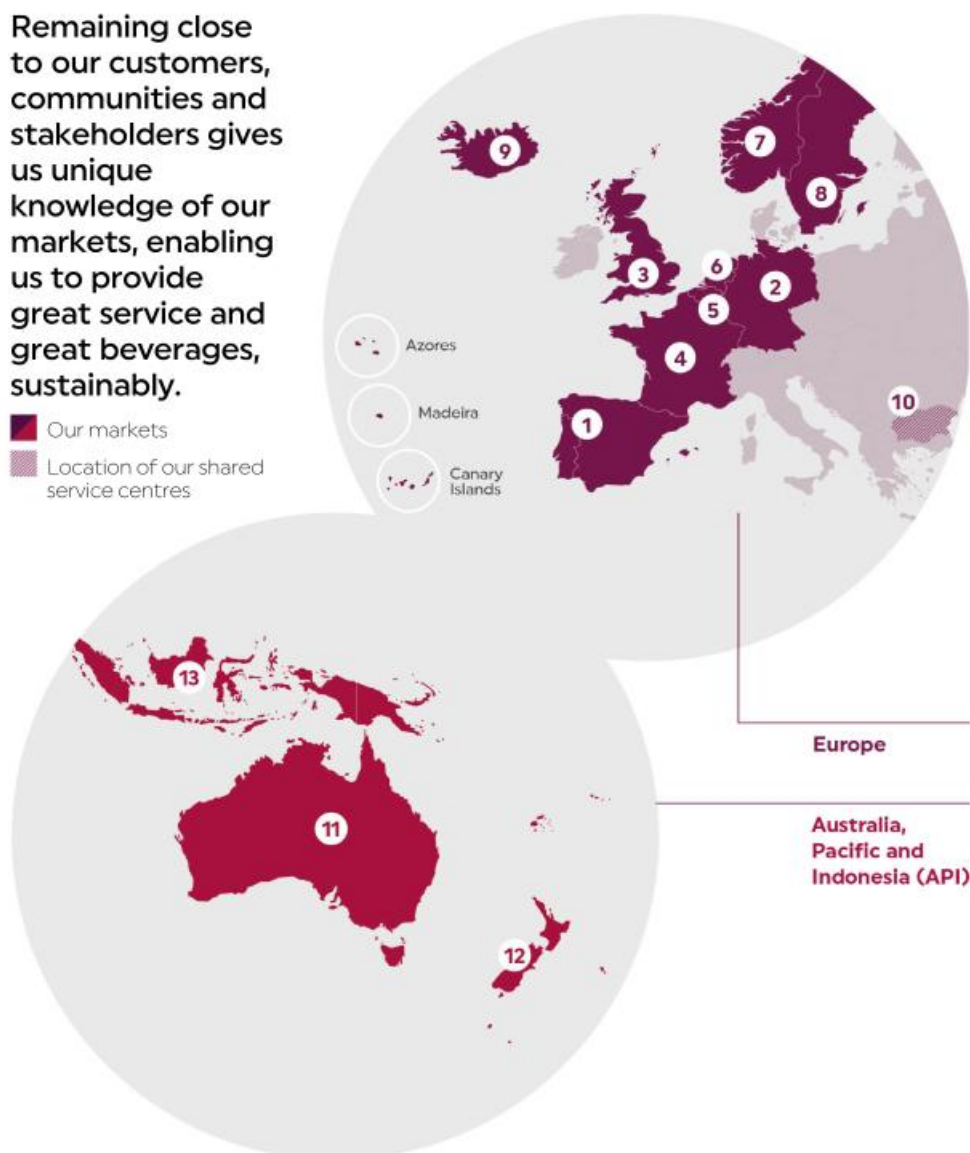 Remaining close
to our customers,
communities and
stakeholders gives
us unique
knowledge of our
markets, enabling
us to provide
great service and
great beverages,
sustainably.
Our markets
Location of our shared
service centres
9
7
8
3
6
2
5
4
10
1
Azores
Madeira
Canary
Islands
Europe
13
11
12
Australia,
Pacific and
Indonesia (API)